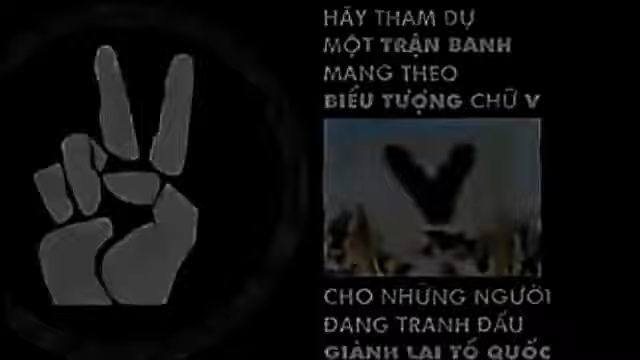 HÃY THAM DỰ
MỘT TRẬN BANH
MANG THEO
BIỂU TƯỢNG CHỮ V
CHO NHỮNG NGƯỜI
ĐANG TRANH ĐẤU
GIÀNH LẠI TỔ QUỐC